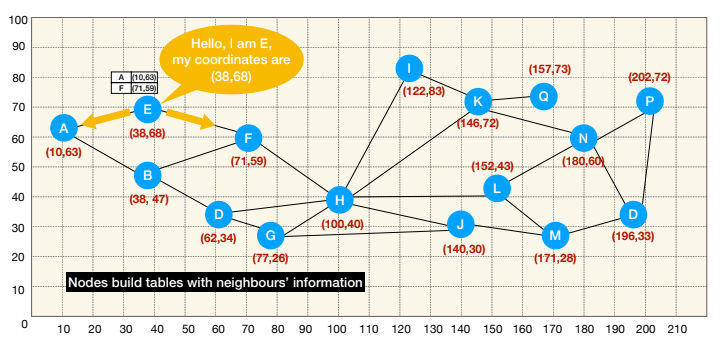 100
90
80
70
60
50
40
30
20
10
0
10 20 30 40 50 60 70 80 90 100 110 120 130 140 150 160 170 180 190 200 210
Hello, I am E,
my coordinates are
(38,68)
A (10,63)
F (71,59)
I
(122,83)
(157,73)
Q
(202,72)
P
K
(146,72)
E
(38,68)
A
(10,63)
F
(71,59)
N
(180,60)
B
(38, 47)
(152,43)
L
H
(100,40)
D
(62,34)
G
(77,26)
J
(140,30)
M
(171,28)
D
(196,33)
Nodes build tables with neighbours' information